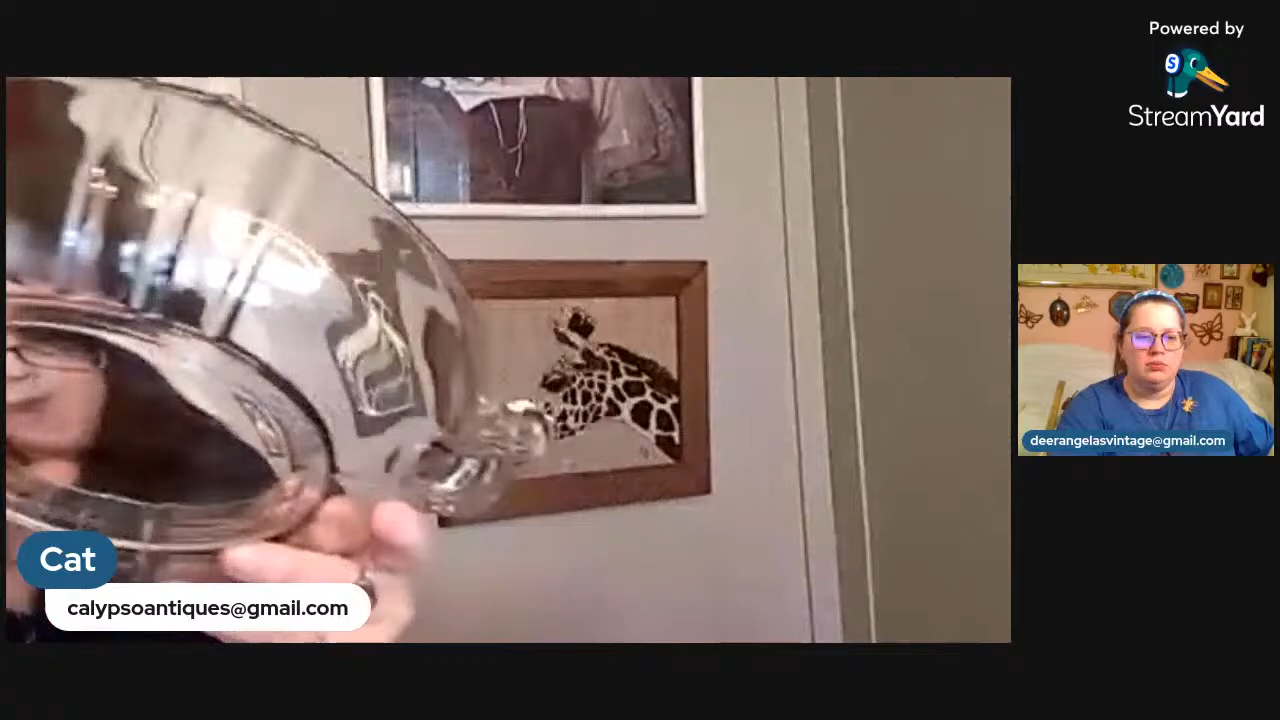 Powered by
S
StreamYard
deerangelasvintage@gmail.com
Cat
calypsoantiques@gmail.com